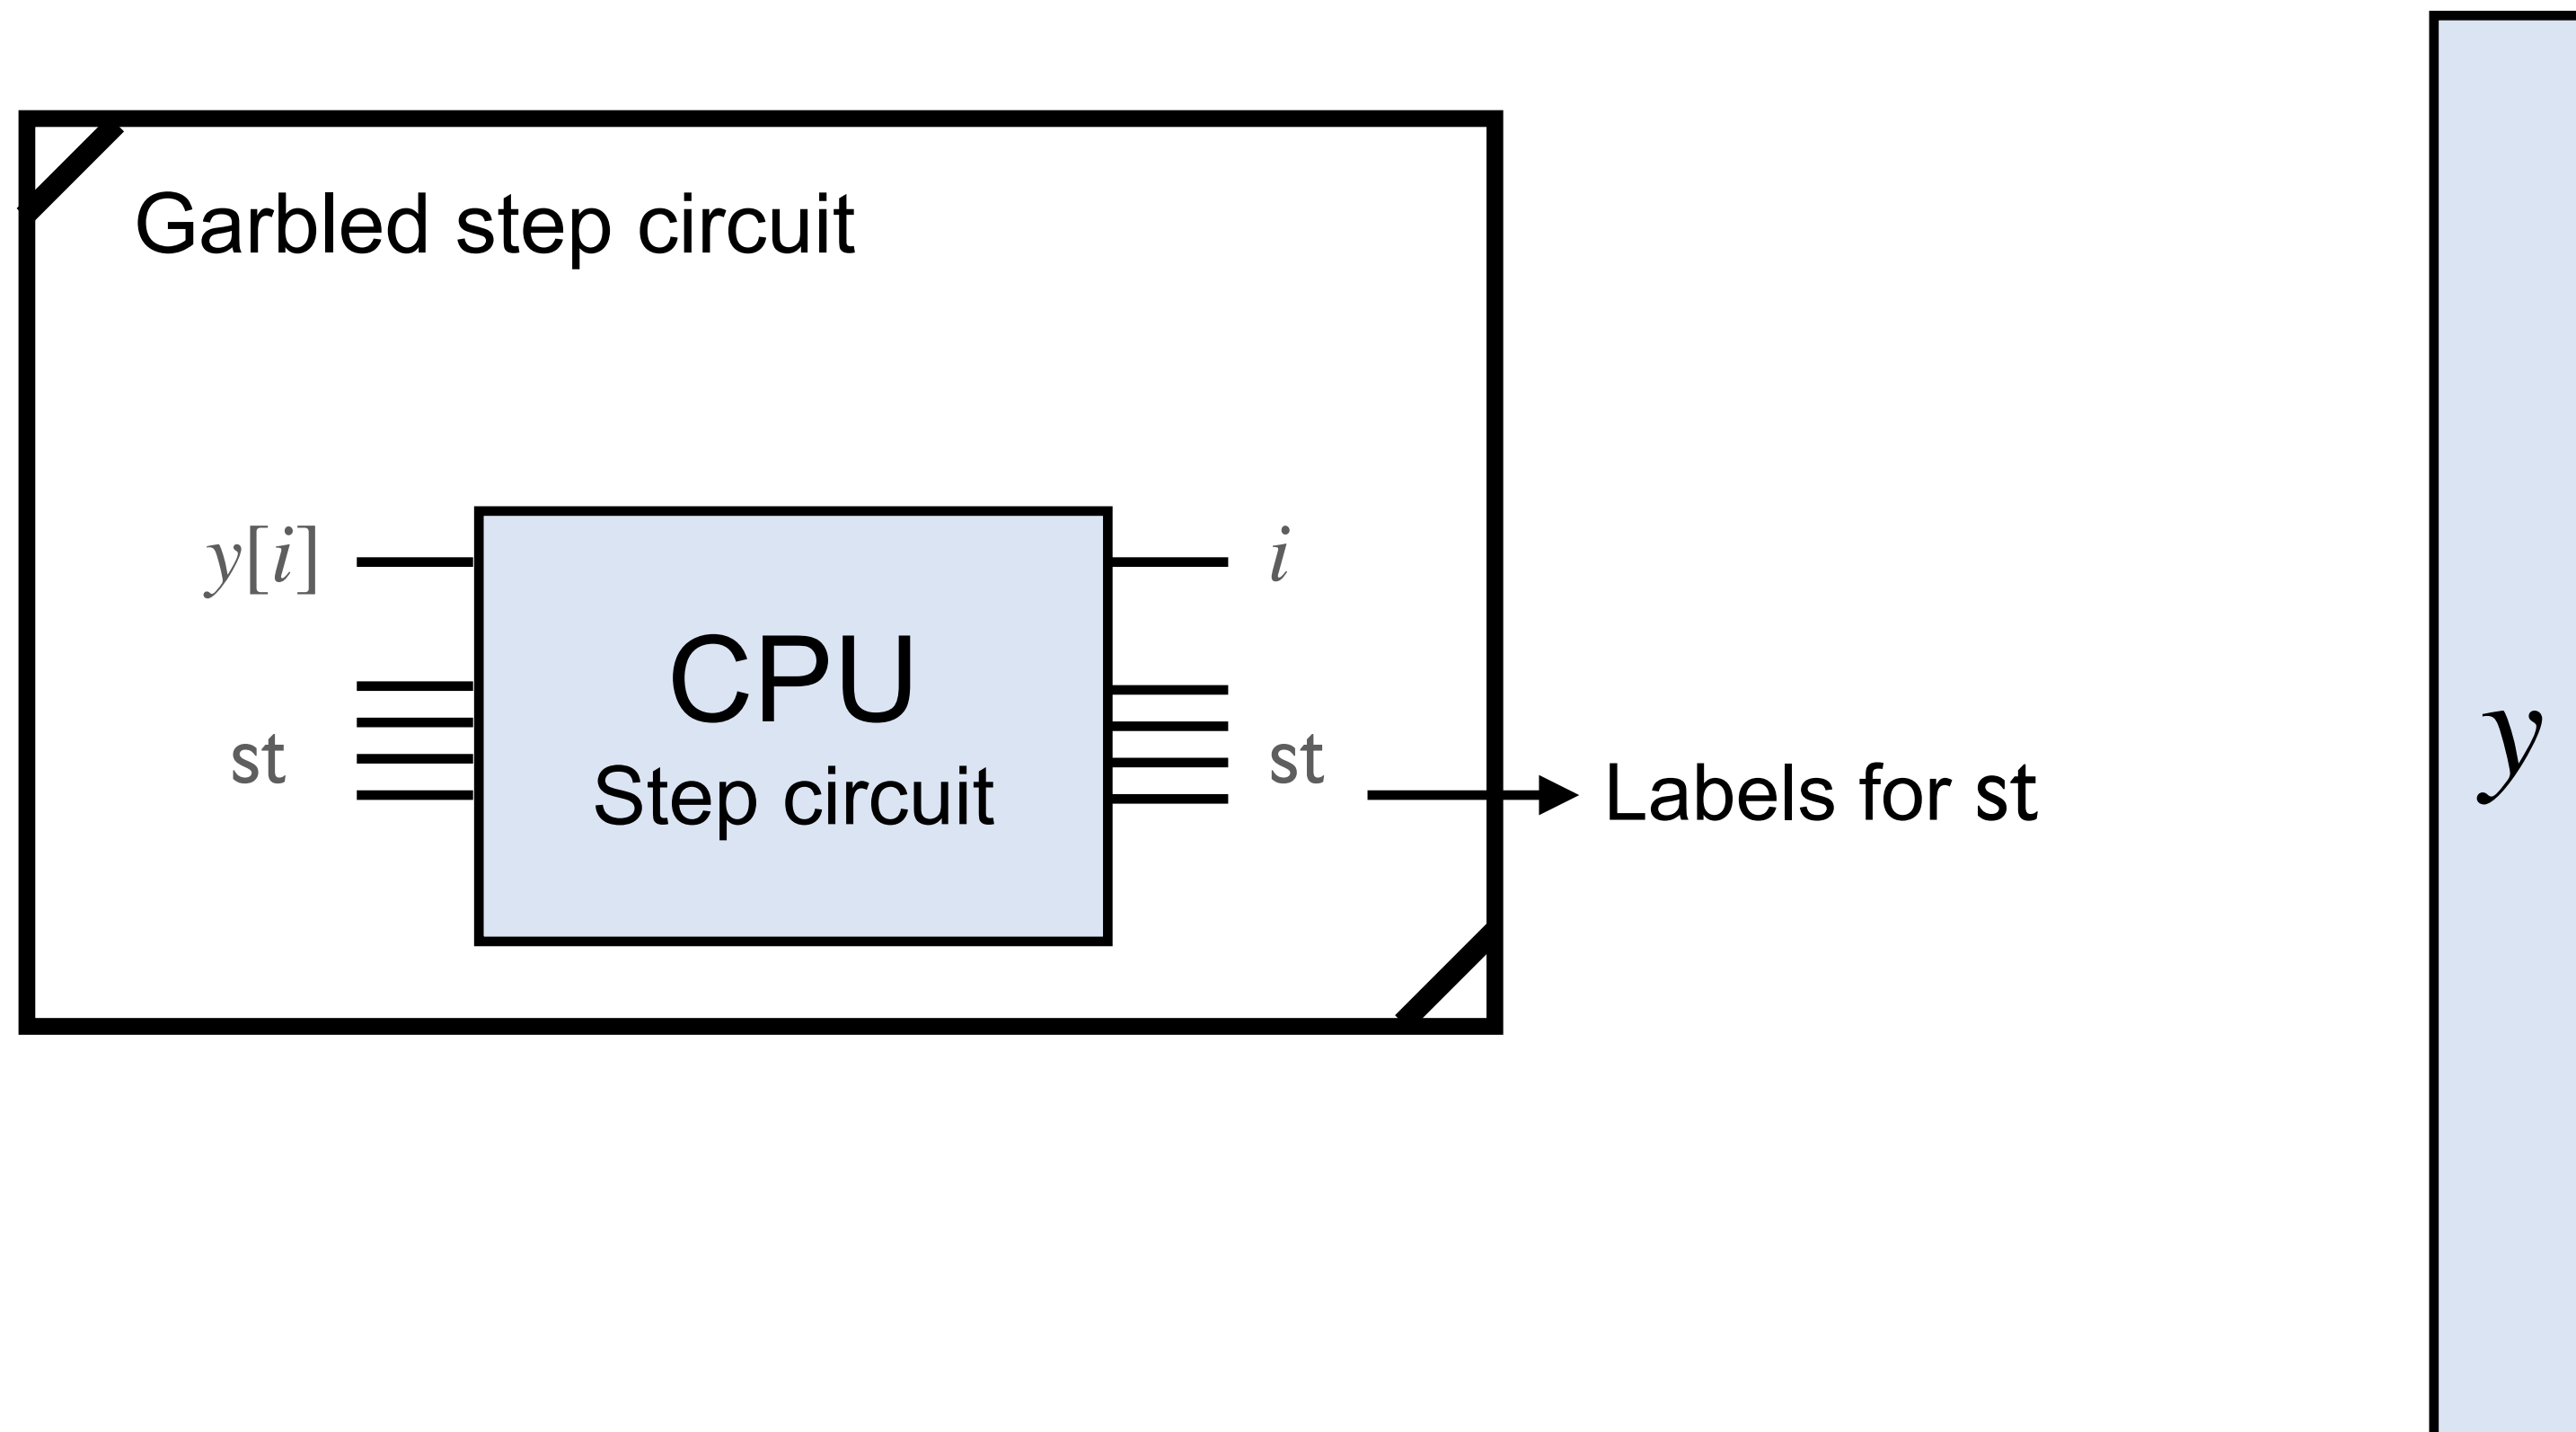 Garbled step circuit
y[i]
i
CPU
st
st
Step circuit
Labels for st
y